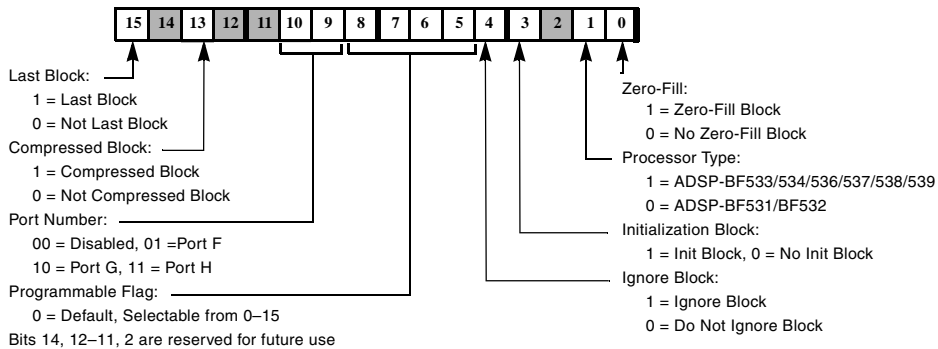 15 14 13 12 11 10 9 8 7 6 5 4 3 2 1 0
Last Block:
1 = Last Block
0 = Not Last Block
Compressed Block:
1 = Compressed Block
0 = Not Compressed Block
Port Number:
00 = Disabled, 01 =Port F
10 = Port G, 11 = Port H
Programmable Flag:
0 = Default, Selectable from 0–15
Bits 14, 12–11, 2 are reserved for future use
Zero-Fill:
1 = Zero-Fill Block
0 = No Zero-Fill Block
Processor Type:
1 = ADSP-BF533/534/536/537/538/539
0 = ADSP-BF531/BF532
Initialization Block:
1 = Init Block, 0 = No Init Block
Ignore Block:
1 = Ignore Block
0 = Do Not Ignore Block